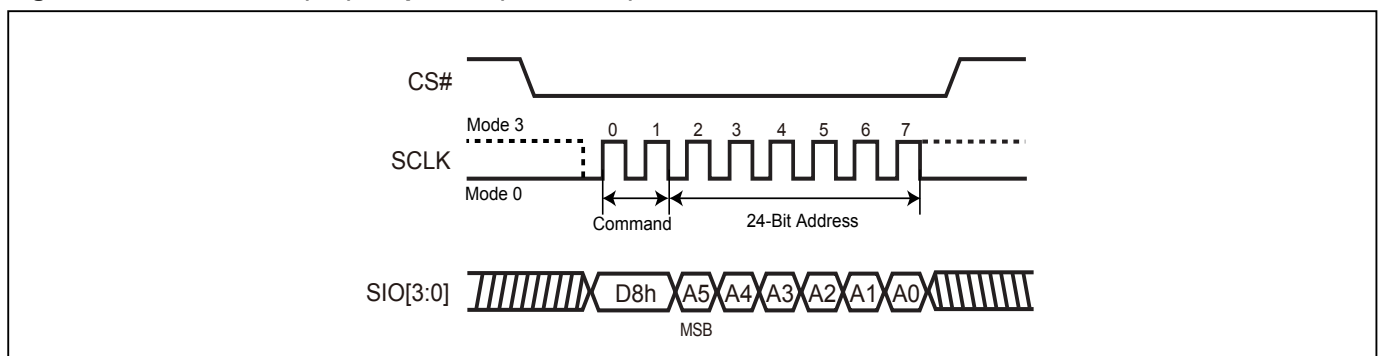 CS#
Mode 3
0 1 2 3 4 5 6 7
SCLK
Mode 0
Command
24-Bit Address
SIO[3:0]
D8h A5 A4 A3 A2 A1 A0
MSB